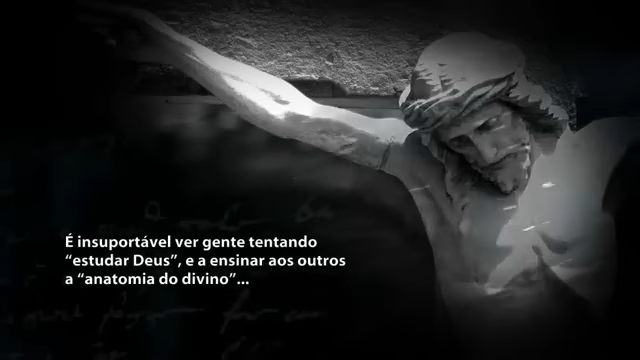 É insuportável ver gente tentando
“estudar Deus”, e a ensinar aos outros
a “anatomia do divino”...